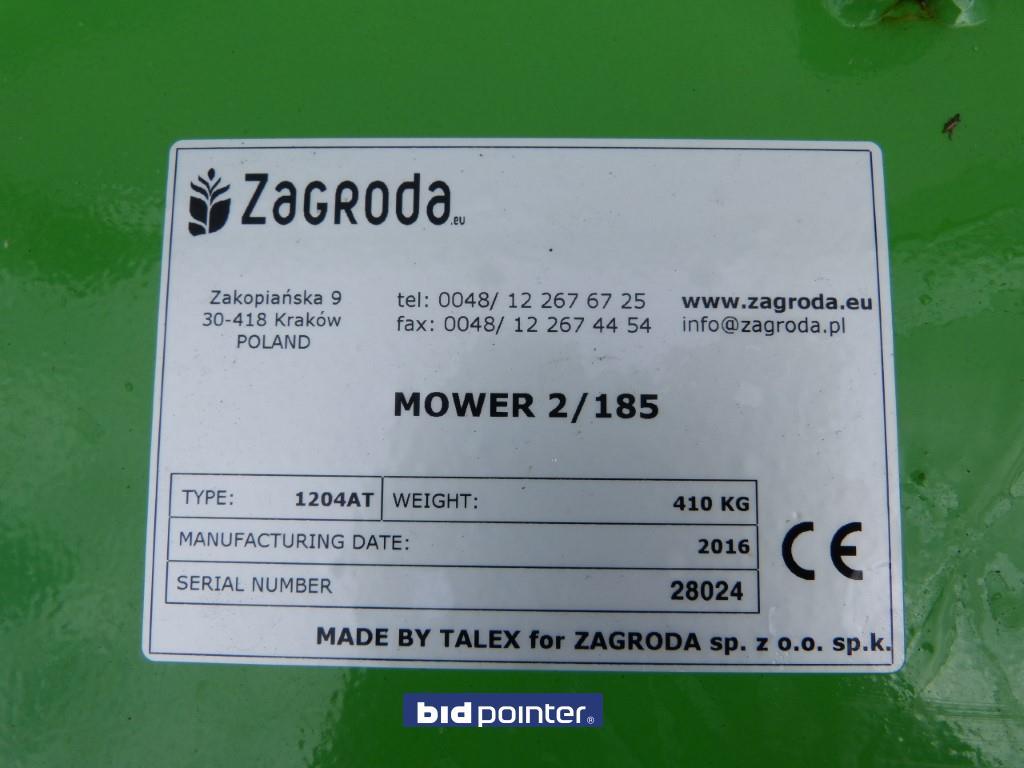 ZaGRoda.eu
Zakopiańska 9
30-418 Kraków
POLAND
tel: 0048/ 12 267 67 25
fax: 0048/ 12 267 44 54
www.zagroda.eu
info@zagroda.pl
MOWER 2/185
TYPE: 1204AT WEIGHT: 410 KG
MANUFACTURING DATE: 2016
SERIAL NUMBER 28024
CE
MADE BY TALEX for ZAGRODA sp. z o.o. sp.k.
bidpointer®